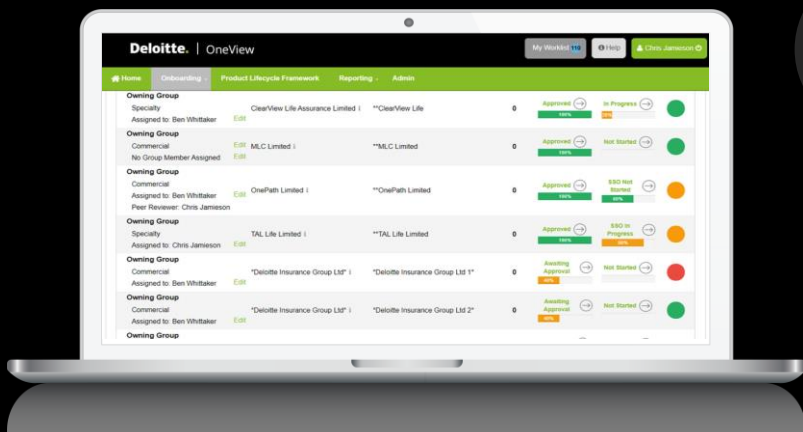 Deloitte. | OneView
My Worklist 116
Help
Chris Jamieson
Home Onboarding Product Lifecycle Framework Reporting Admin
Owning Group
Specialty
Assigned to: Ben Whittaker Edit
ClearView Life Assurance Limited **ClearView Life 0 Approved 100% In Progress
Owning Group
Commercial Edit
No Group Member Assigned Edit
MLC Limited **MLC Limited 0 Approved 100% Not Started
Owning Group
Commercial
Assigned to: Ben Whittaker Edit
Peer Reviewer: Chris Jamieson
OnePath Limited **OnePath Limited 0 Approved 100% SSO Not Started
Owning Group
Specialty
Assigned to: Chris Jamieson Edit
TAL Life Limited **TAL Life Limited 0 Approved 100% SSO In Progress
Owning Group
Commercial
Assigned to: Ben Whittaker Edit
"Deloitte Insurance Group Ltd" "Deloitte Insurance Group Ltd 1" 0 Awaiting Approval Not Started
Owning Group
Commercial
Assigned to: Ben Whittaker Edit
"Deloitte Insurance Group Ltd" "Deloitte Insurance Group Ltd 2" 0 Awaiting Approval Not Started
Owning Group